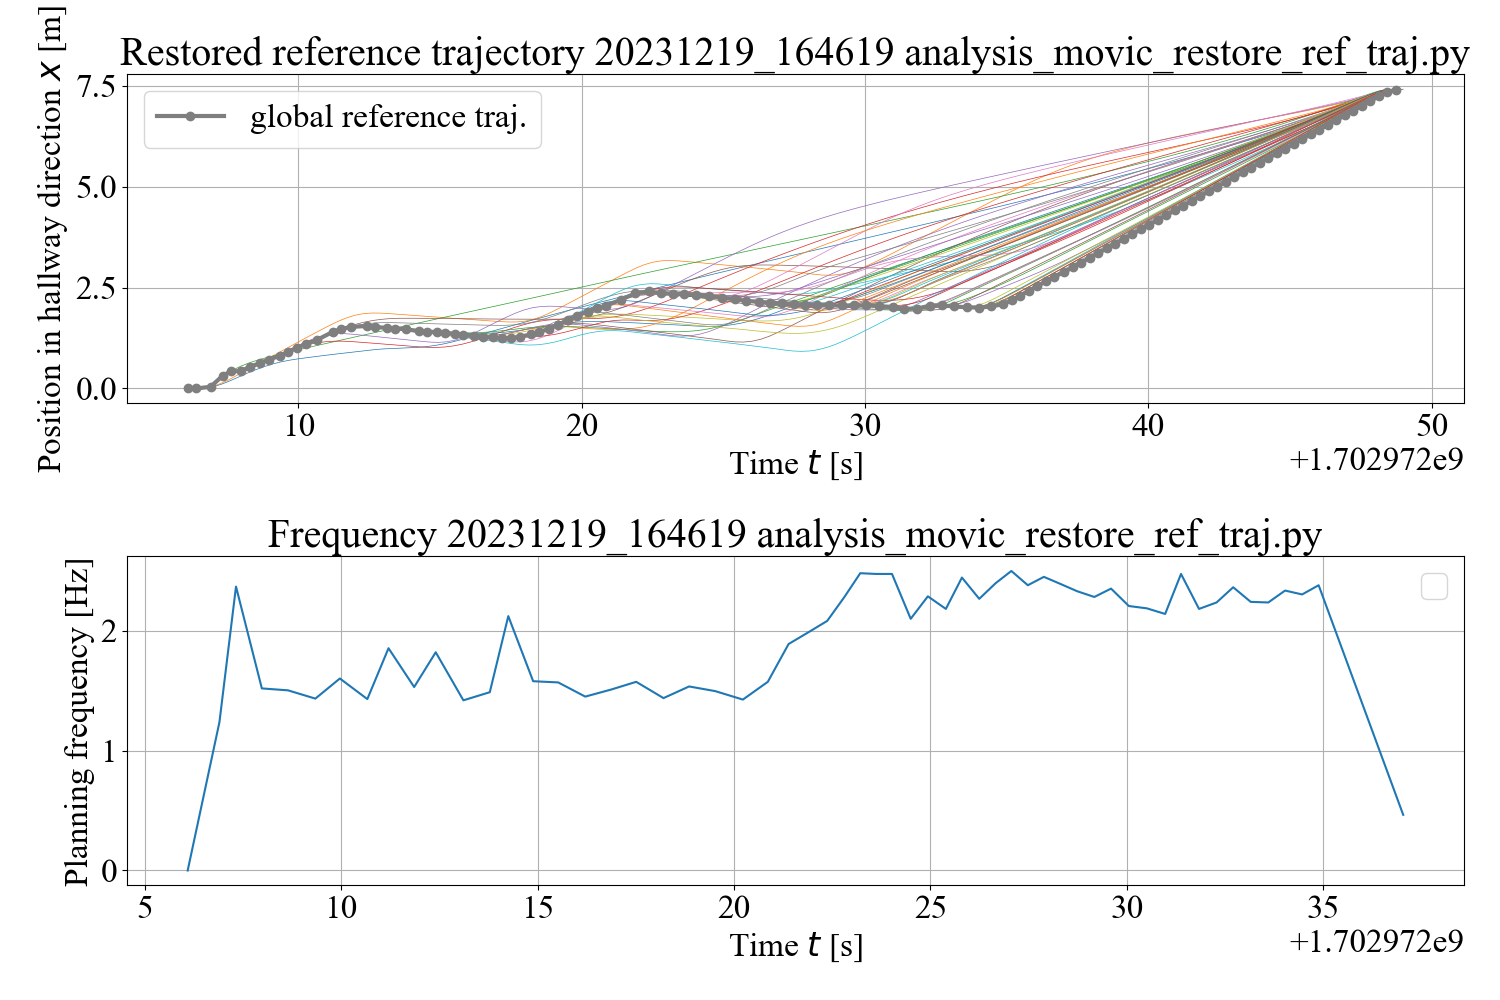 Restored reference trajectory 20231219_164619 analysis_movic_restore_ref_traj.py
Position in hallway direction x [m]
7.5
5.0
2.5
0.0
global reference traj.
10 20 30 40 50
Time t [s]
+1.702972e9
Frequency 20231219_164619 analysis_movic_restore_ref_traj.py
Planning frequency [Hz]
2
1
0
5 10 15 20 25 30 35
Time t [s]
+1.702972e9